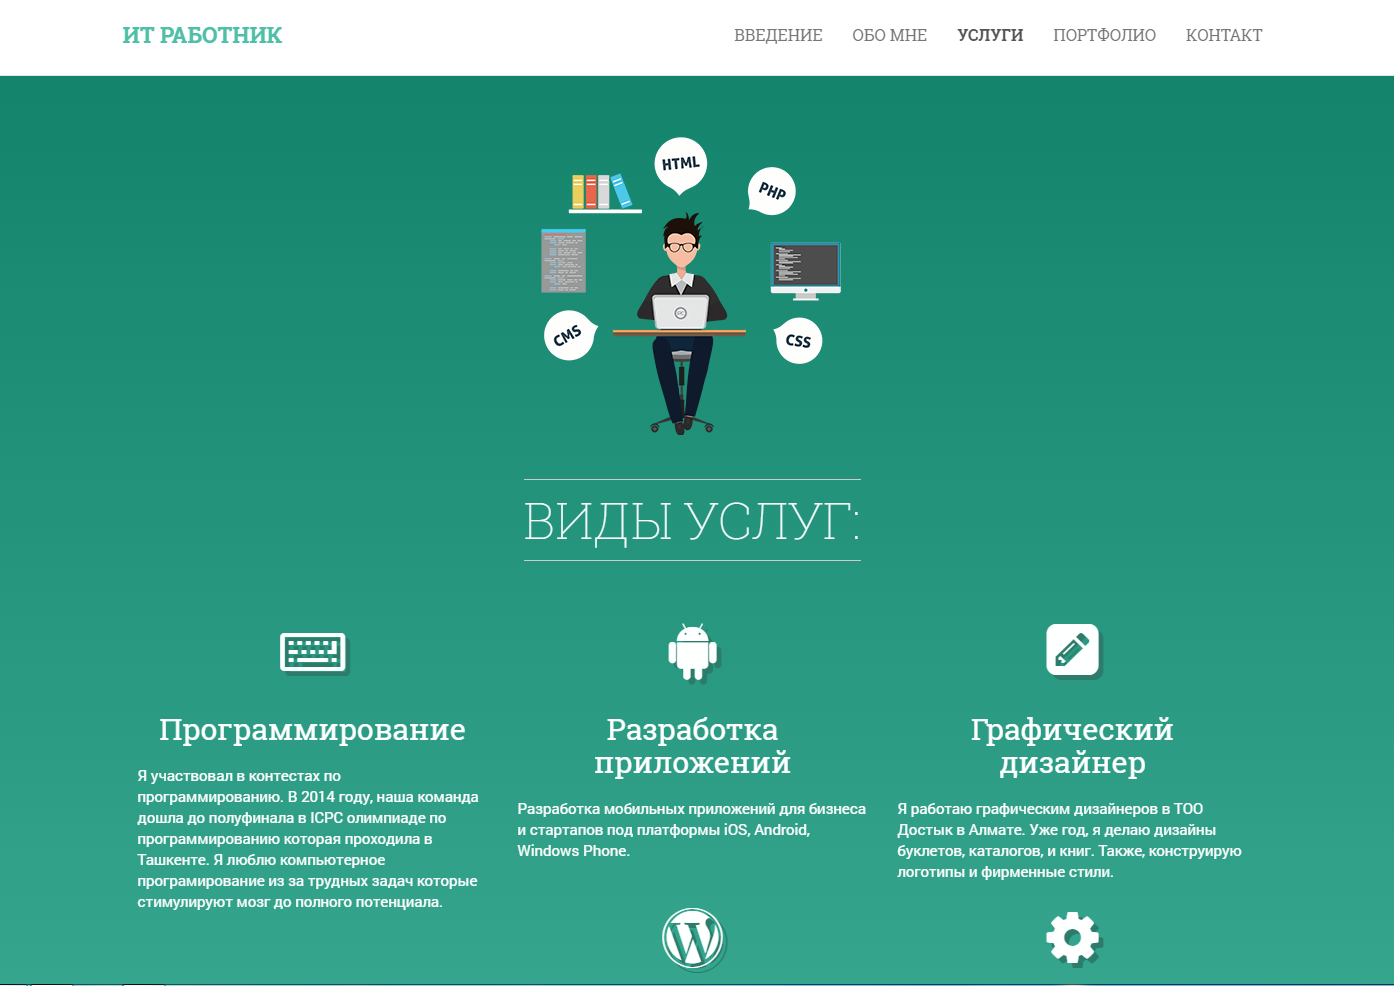 ИТ РАБОТНИК
ВВЕДЕНИЕ ОБО МНЕ УСЛУГИ ПОРТФОЛИО КОНТАКТ
HTML
PHP
CMS
CSS
ВИДЫ УСЛУГ:
Программирование
Я участвовал в контестах по
программированию. В 2014 году, наша команда
дошла до полуфинала в ICPC олимпиаде по
программированию которая проходила в
Ташкенте. Я люблю компьютерное
програмирование из за трудных задач которые
стимулируют мозг до полного потенциала.
Разработка
приложений
Разработка мобильных приложений для бизнеса
и стартапов под платформы iOS, Android,
Windows Phone.
Графический
дизайнер
Я работаю графическим дизайнеров в ТОО
Достык в Алмате. Уже год, я делаю дизайны
буклетов, каталогов, и книг. Также, конструирую
логотипы и фирменные стили.